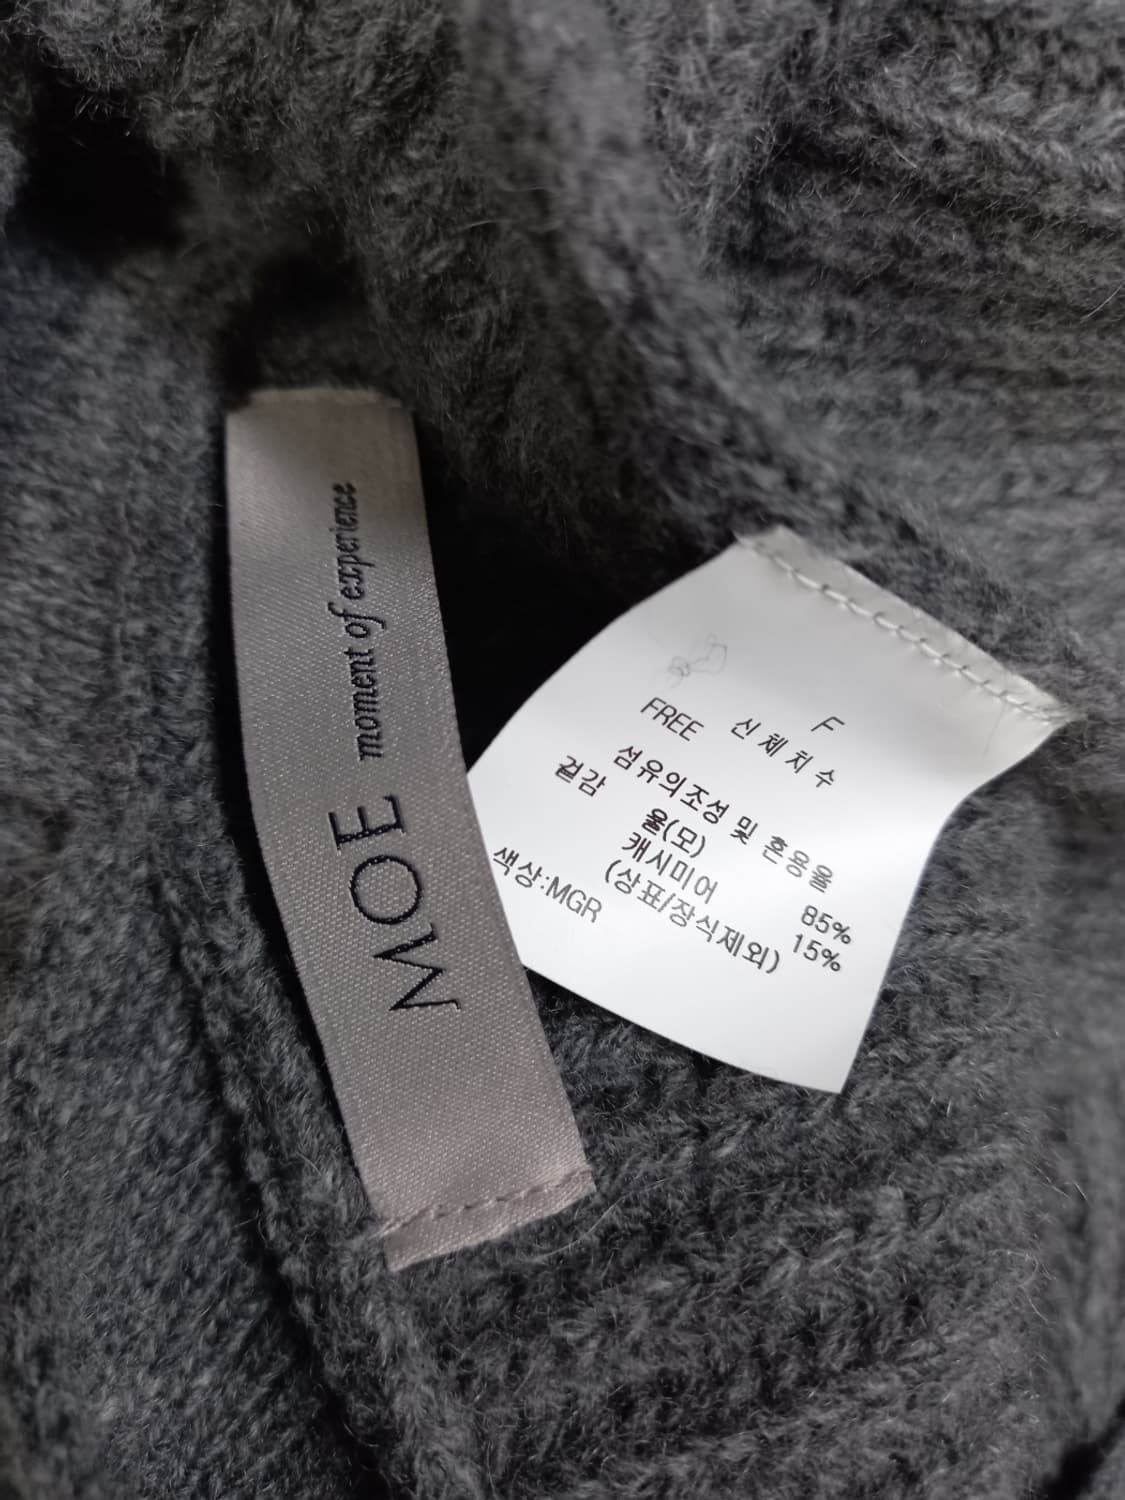 MOE moment of experience
F
FREE 신체치수
섬유의조성 및 혼용율
겉감 울(모) 85%
캐시미어 15%
(상표/장식제외)
색상:MGR